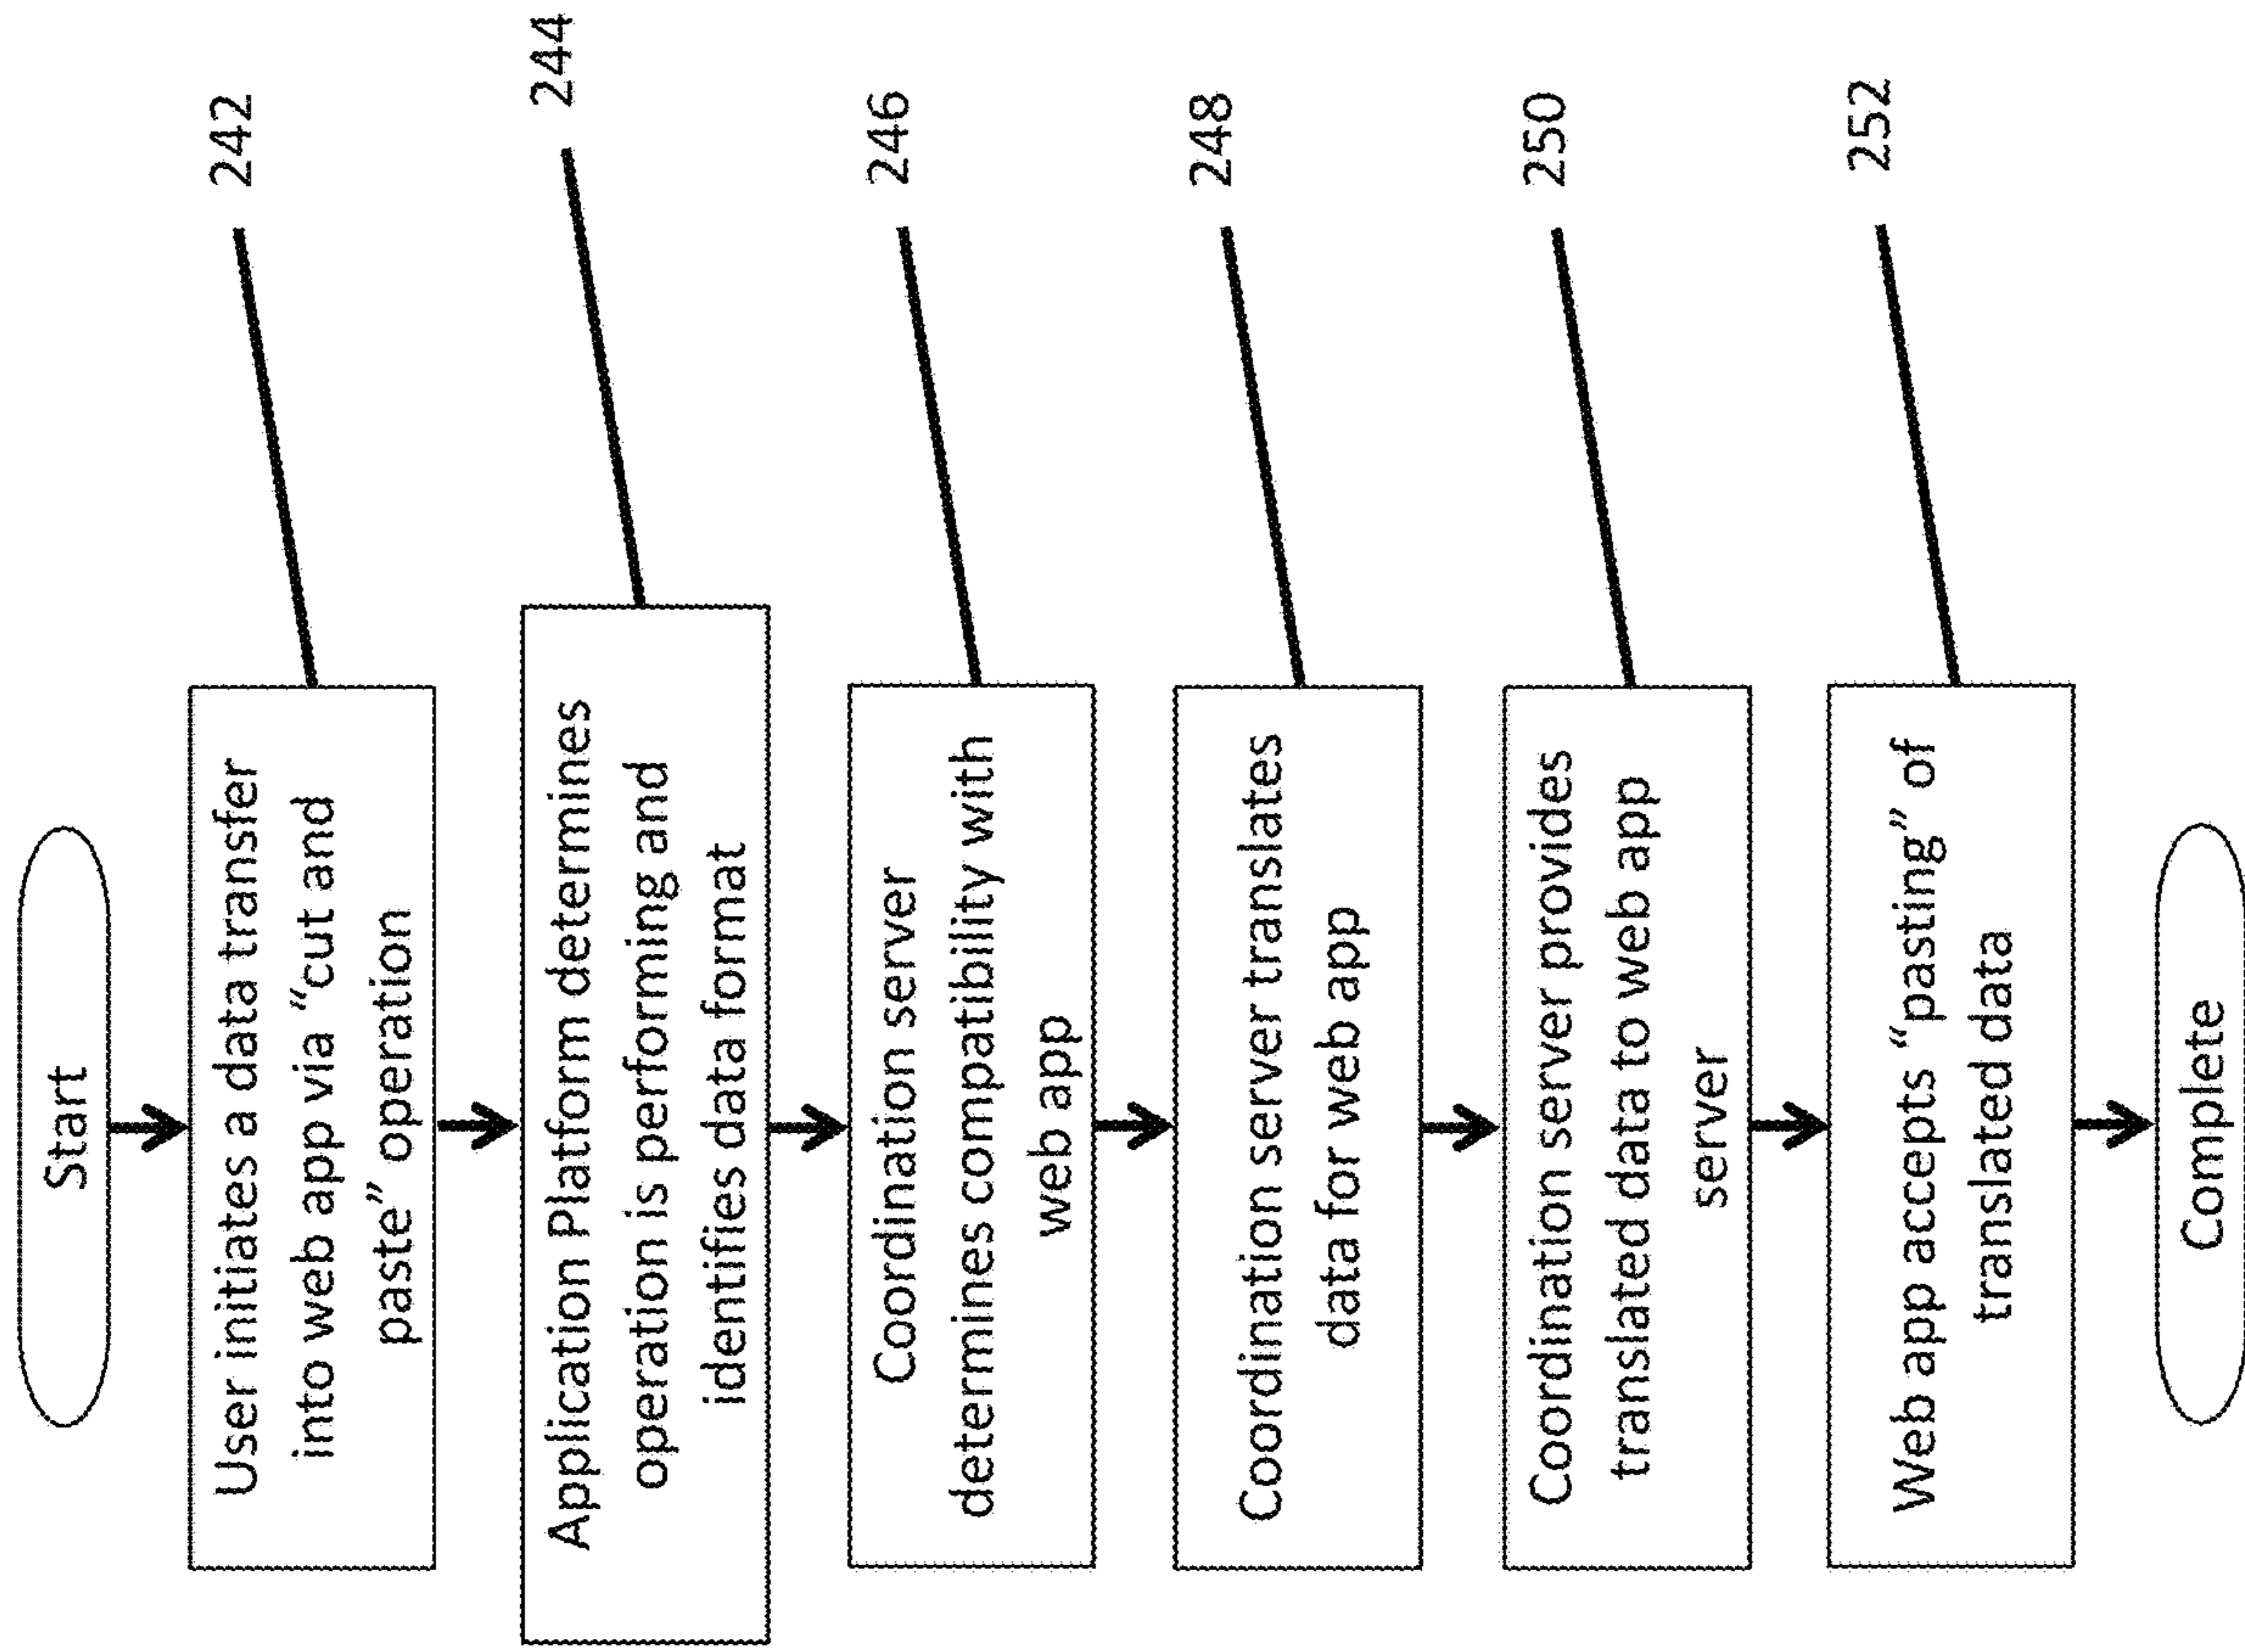 Start
User initiates a data transfer
into web app via “cut and
paste” operation
242
Application Platform determines
operation is performing and
identifies data format
244
Coordination server
determines compatibility with
web app
246
Coordination server translates
data for web app
248
Coordination server provides
translated data to web app
server
250
Web app accepts “pasting” of
translated data
252
Complete